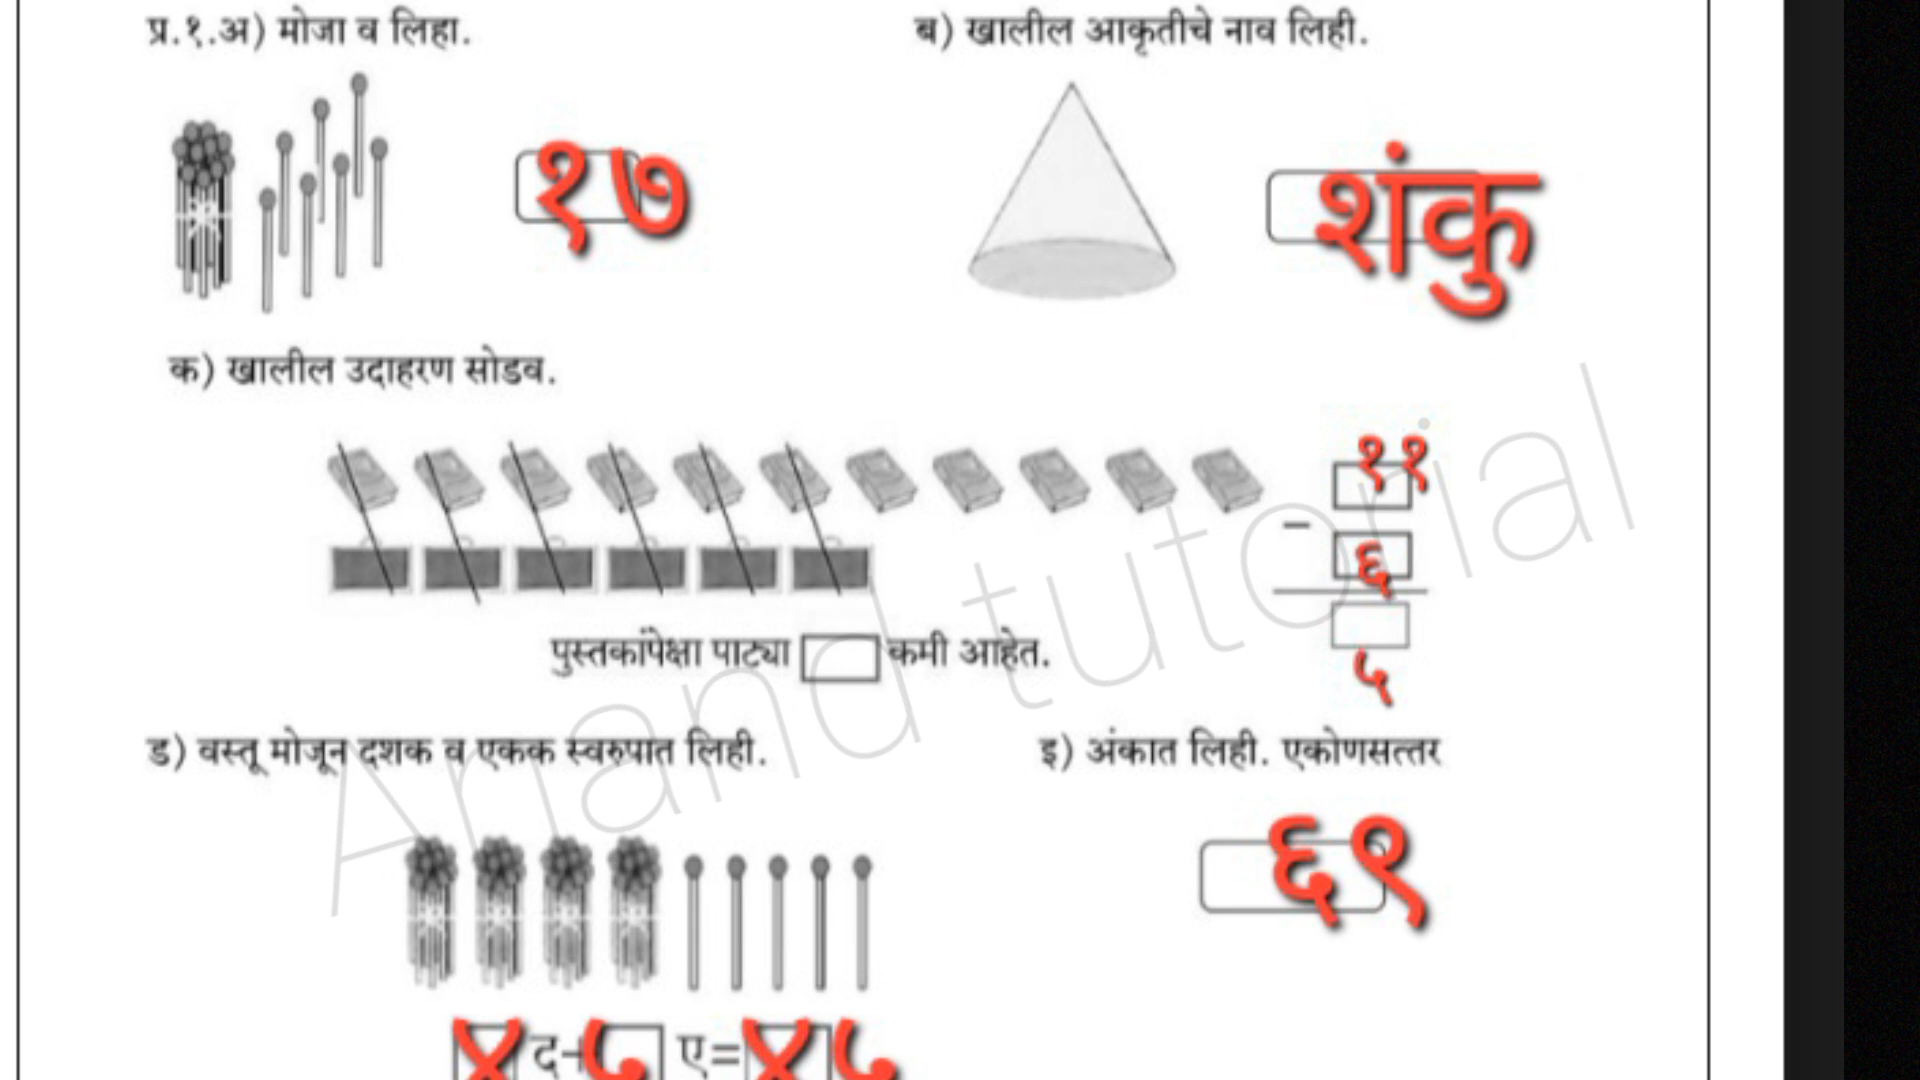 प्र.१.अ) मोजा व लिहा.
१७
ब) खालील आकृतीचे नाव लिही.
शंकु
क) खालील उदाहरण सोडव.
११
– ६
५
पुस्तकांपेक्षा पाट्या कमी आहेत.
ड) वस्तू मोजून दशक व एकक स्वरुपात लिही.
४ द+ ५ ए= ४५
इ) अंकात लिही. एकोणसत्तर
६९
Anand tutorial